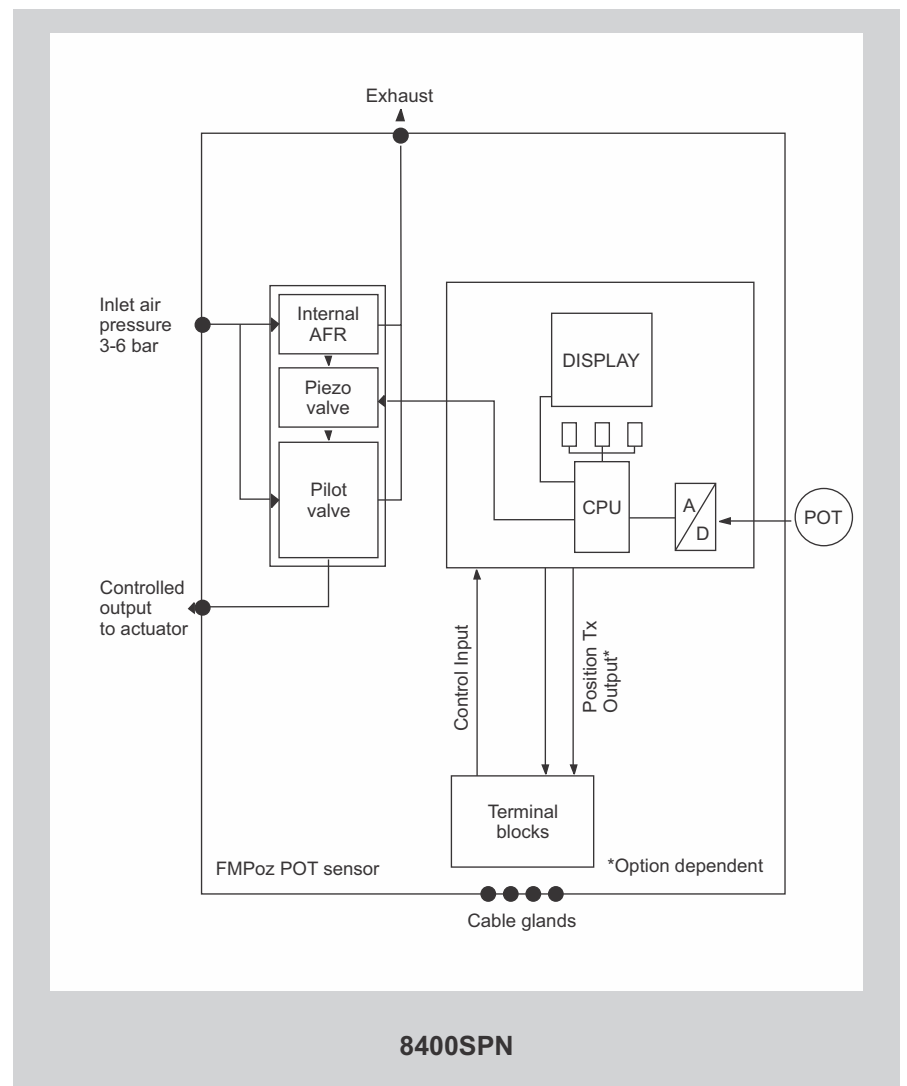 Exhaust
Inlet air
pressure
3-6 bar
Internal
AFR
Piezo
valve
Pilot
valve
DISPLAY
CPU
A
D
POT
Controlled
output
to actuator
Control Input
Position Tx
Output*
Terminal
blocks
FMPoz POT sensor
*Option dependent
Cable glands
8400SPN